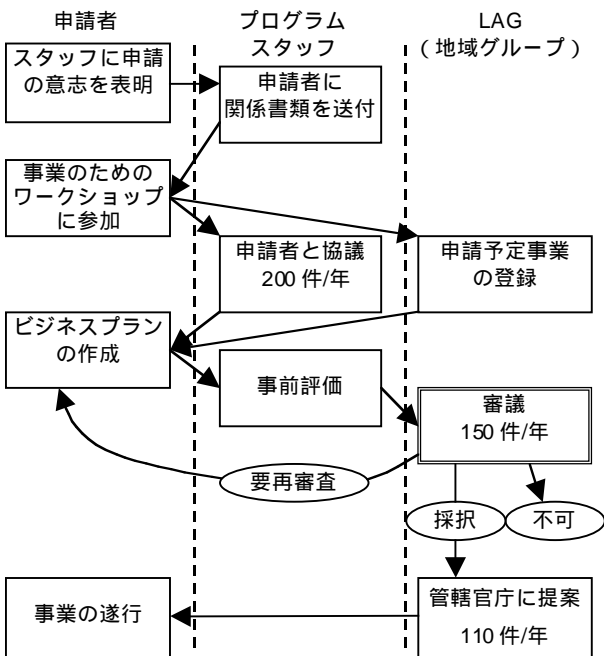 申請者
プログラム
スタッフ
LAG
（地域グループ）
スタッフに申請
の意志を表明
申請者に
関係書類を送付
事業のための
ワークショップ
に参加
申請者と協議
200 件/年
申請予定事業
の登録
ビジネスプラン
の作成
事前評価
審議
150 件/年
要再審査
採択
不可
事業の遂行
管轄官庁に提案
110 件/年